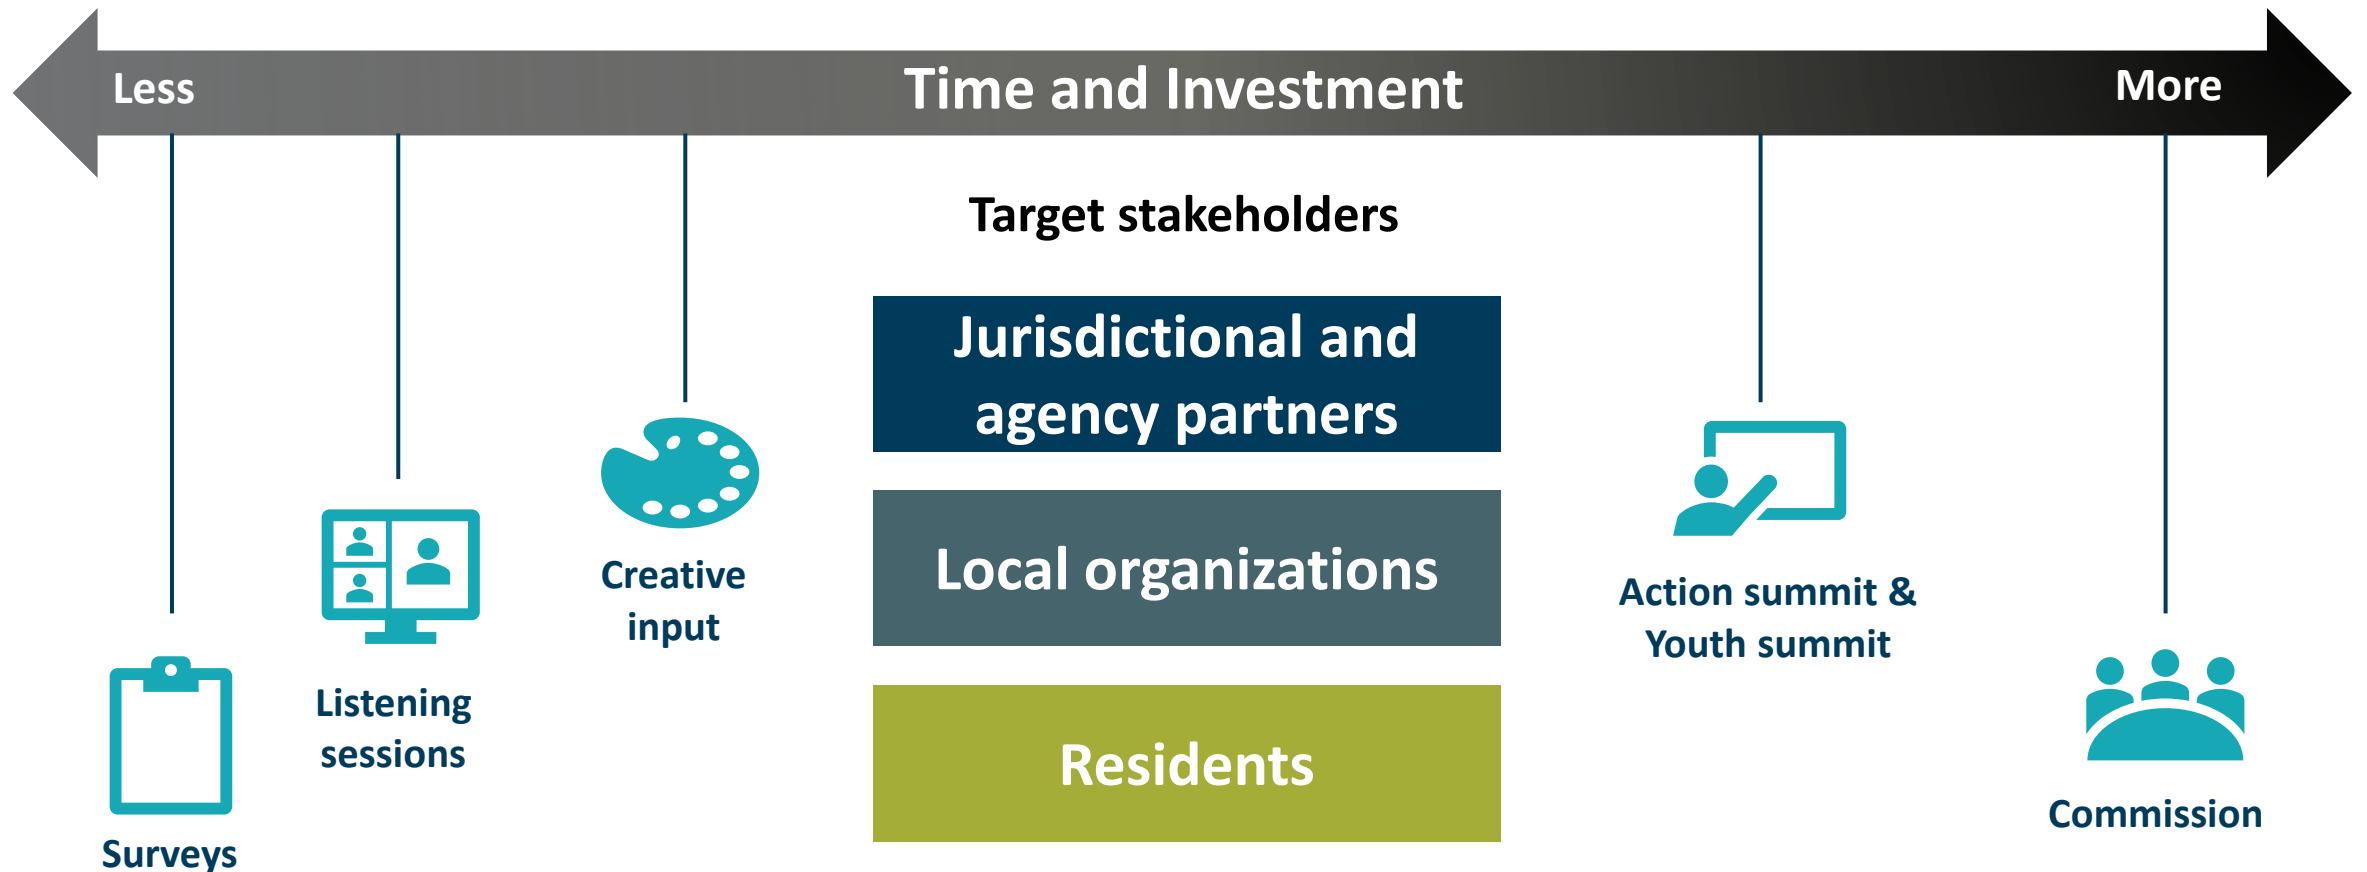 Less
Time and Investment
More
Target stakeholders
Jurisdictional and
agency partners
Local organizations
Residents
Surveys
Listening
sessions
Creative
input
Action summit &
Youth summit
Commission